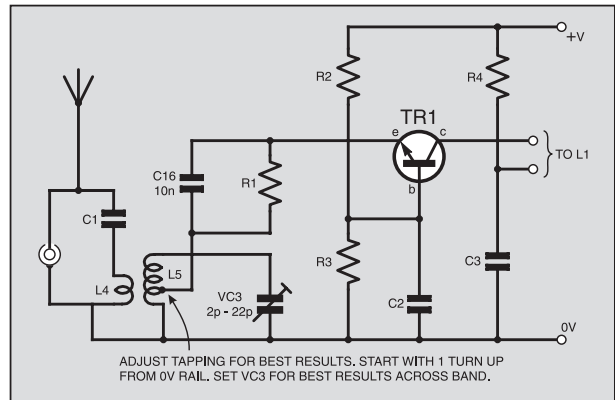 +V
R2
R4
TR1
e
c
TO L1
C16
10n
R1
b
C1
L5
L4
R3
C3
VC3
2p - 22p
C2
0V
ADJUST TAPPING FOR BEST RESULTS. START WITH 1 TURN UP
FROM 0V RAIL. SET VC3 FOR BEST RESULTS ACROSS BAND.